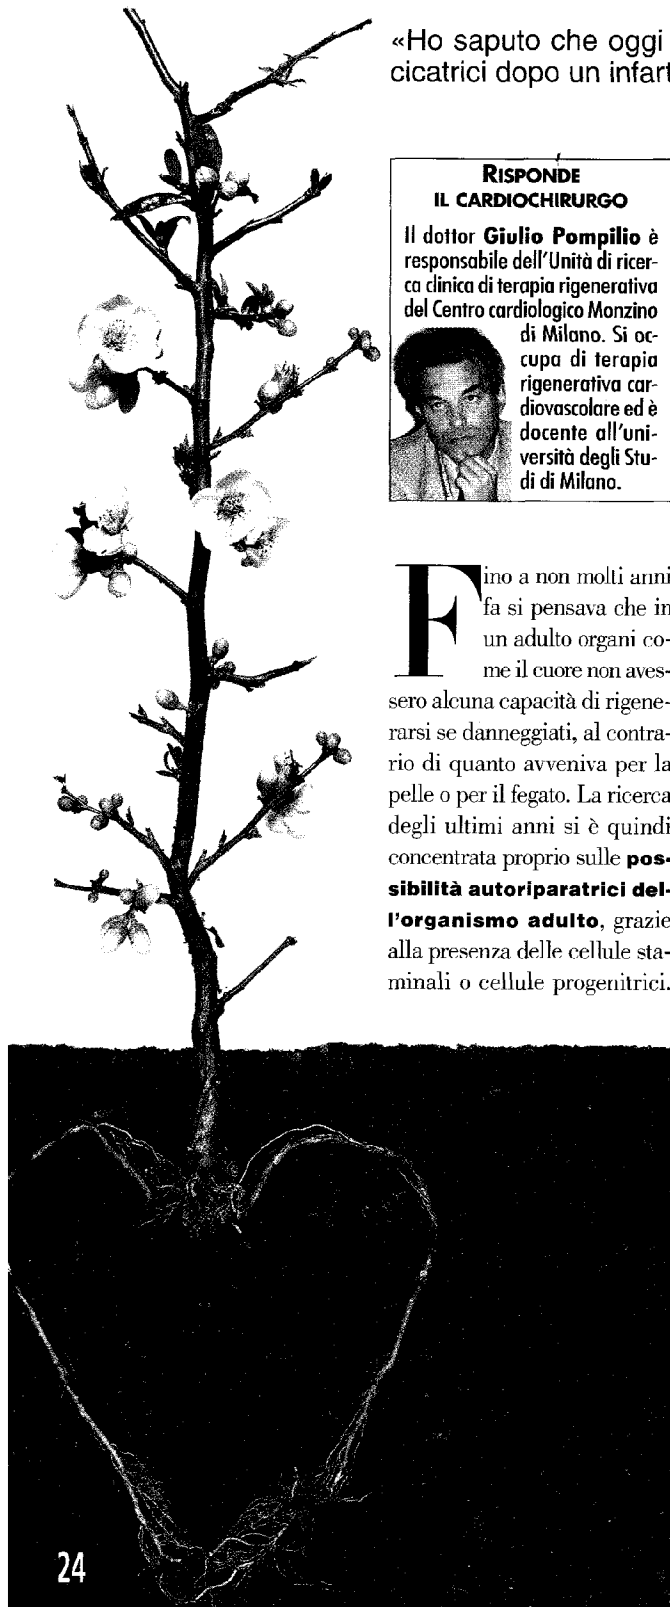 «Ho saputo che oggi
cicatrici dopo un infart
RISPONDE
IL CARDIOCHIRURGO
Il dottor Giulio Pompilio è
responsabile dell'Unità di ricer-
ca clinica di terapia rigenerativa
del Centro cardiologico Monzino
di Milano. Si oc-
cupa di terapia
rigenerativa car-
diovascolare ed è
docente all'uni-
versità degli Stu-
di di Milano.
Fino a non molti anni
fa si pensava che in
un adulto organi co-
me il cuore non aves-
sero alcuna capacità di rigene-
rarsi se danneggiati, al contra-
rio di quanto avveniva per la
pelle o per il fegato. La ricerca
degli ultimi anni si è quindi
concentrata proprio sulle pos-
sibilità autoriparatrici del-
l'organismo adulto, grazie
alla presenza delle cellule sta-
minali o cellule progenitrici.
24